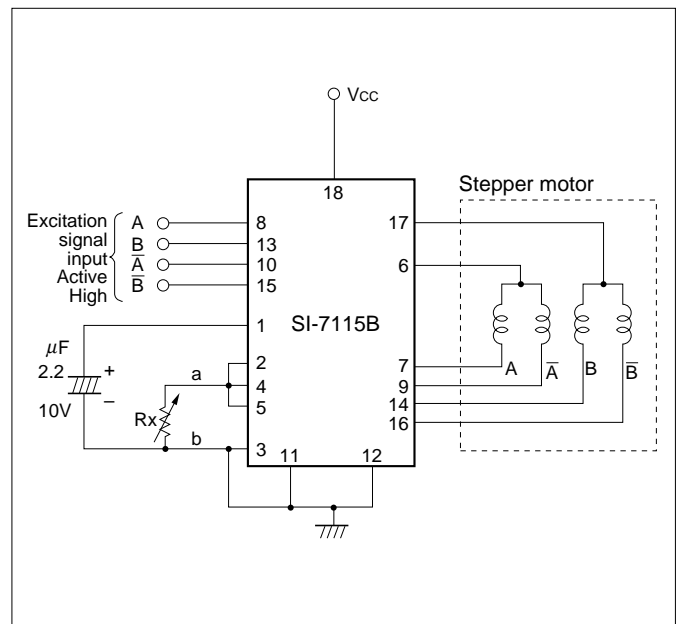 Vcc
18
Stepper motor
Excitation
signal
input
Active
High
A
B
A̅
B̅
8
13
10
15
17
6
1
SI-7115B
μF
2.2
10V
+
–
a
2
4
5
Rx
b
3
11
12
7
9
14
16
A
A̅
B
B̅